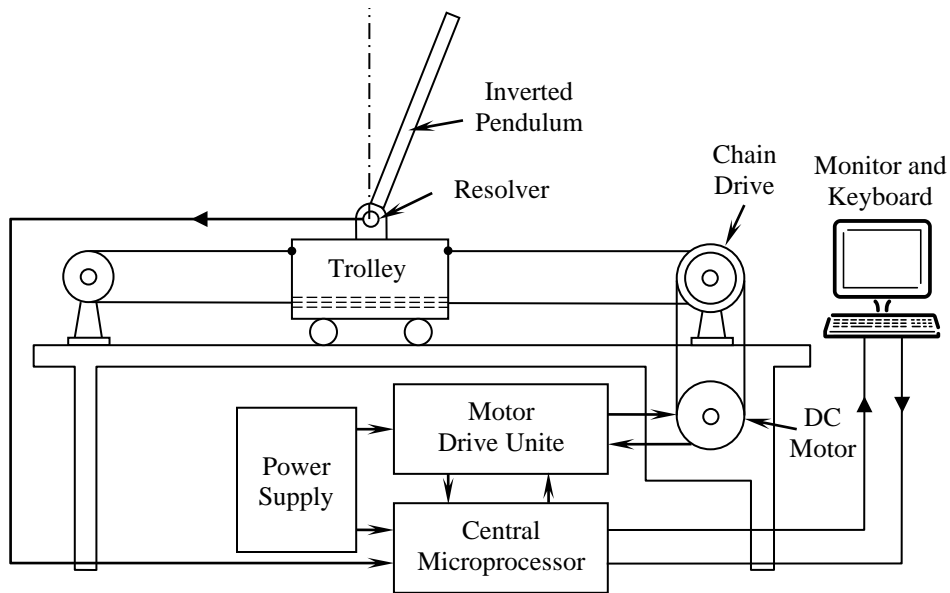 Inverted
Pendulum
Resolver
Chain
Drive
Monitor and
Keyboard
Trolley
Motor
Drive Unite
DC
Motor
Power
Supply
Central
Microprocessor